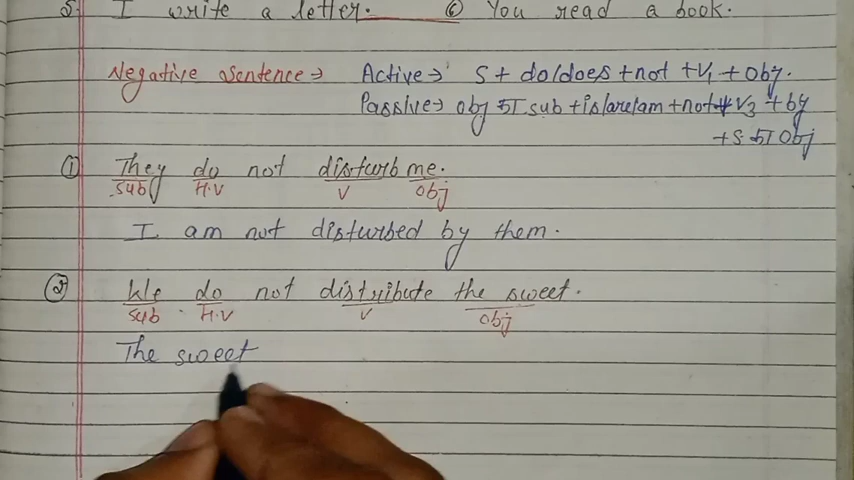 5. I write a letter. ⑥ You read a book.
Negative sentence → Active → S + do/does + not + V₁ + Obj.
Passive → obj का sub + is/are/am + not + V₃ + by
+ S का Obj
① They do not disturb me.
Sub H.V V Obj
I am not disturbed by them.
② We do not distribute the sweet.
Sub H.V V Obj
The sweet